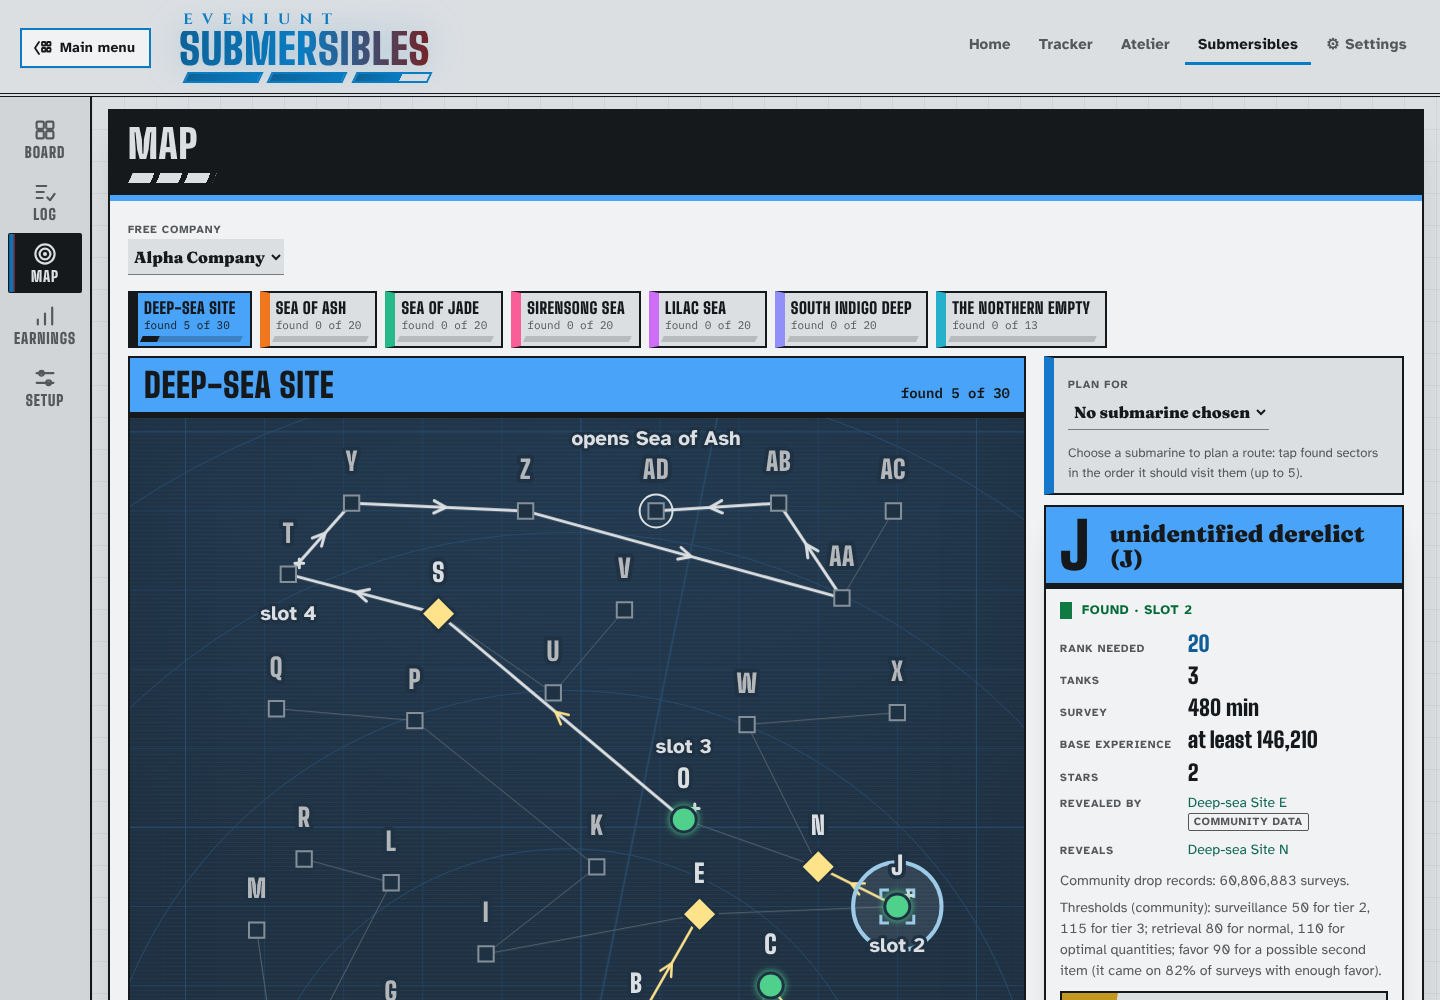 Main menu
EVENIUNT
SUBMERSIBLES
Home
Tracker
Atelier
Submersibles
⚙ Settings
BOARD
LOG
MAP
EARNINGS
SETUP
MAP
FREE COMPANY
Alpha Company
DEEP-SEA SITE
found 5 of 30
SEA OF ASH
found 0 of 20
SEA OF JADE
found 0 of 20
SIRENSONG SEA
found 0 of 20
LILAC SEA
found 0 of 20
SOUTH INDIGO DEEP
found 0 of 20
THE NORTHERN EMPTY
found 0 of 13
DEEP-SEA SITE
found 5 of 30
opens Sea of Ash
Y
Z
AD
AB
AC
T
S
V
AA
slot 4
Q
P
U
W
X
slot 3
O
R
L
K
N
M
I
E
J
slot 2
C
G
B
PLAN FOR
No submarine chosen
Choose a submarine to plan a route: tap found sectors
in the order it should visit them (up to 5).
J
unidentified derelict
(J)
FOUND · SLOT 2
RANK NEEDED 20
TANKS 3
SURVEY 480 min
BASE EXPERIENCE at least 146,210
STARS 2
REVEALED BY Deep-sea Site E
COMMUNITY DATA
REVEALS Deep-sea Site N
Community drop records: 60,806,883 surveys.
Thresholds (community): surveillance 50 for tier 2,
115 for tier 3; retrieval 80 for normal, 110 for
optimal quantities; favor 90 for a possible second
item (it came on 82% of surveys with enough favor).